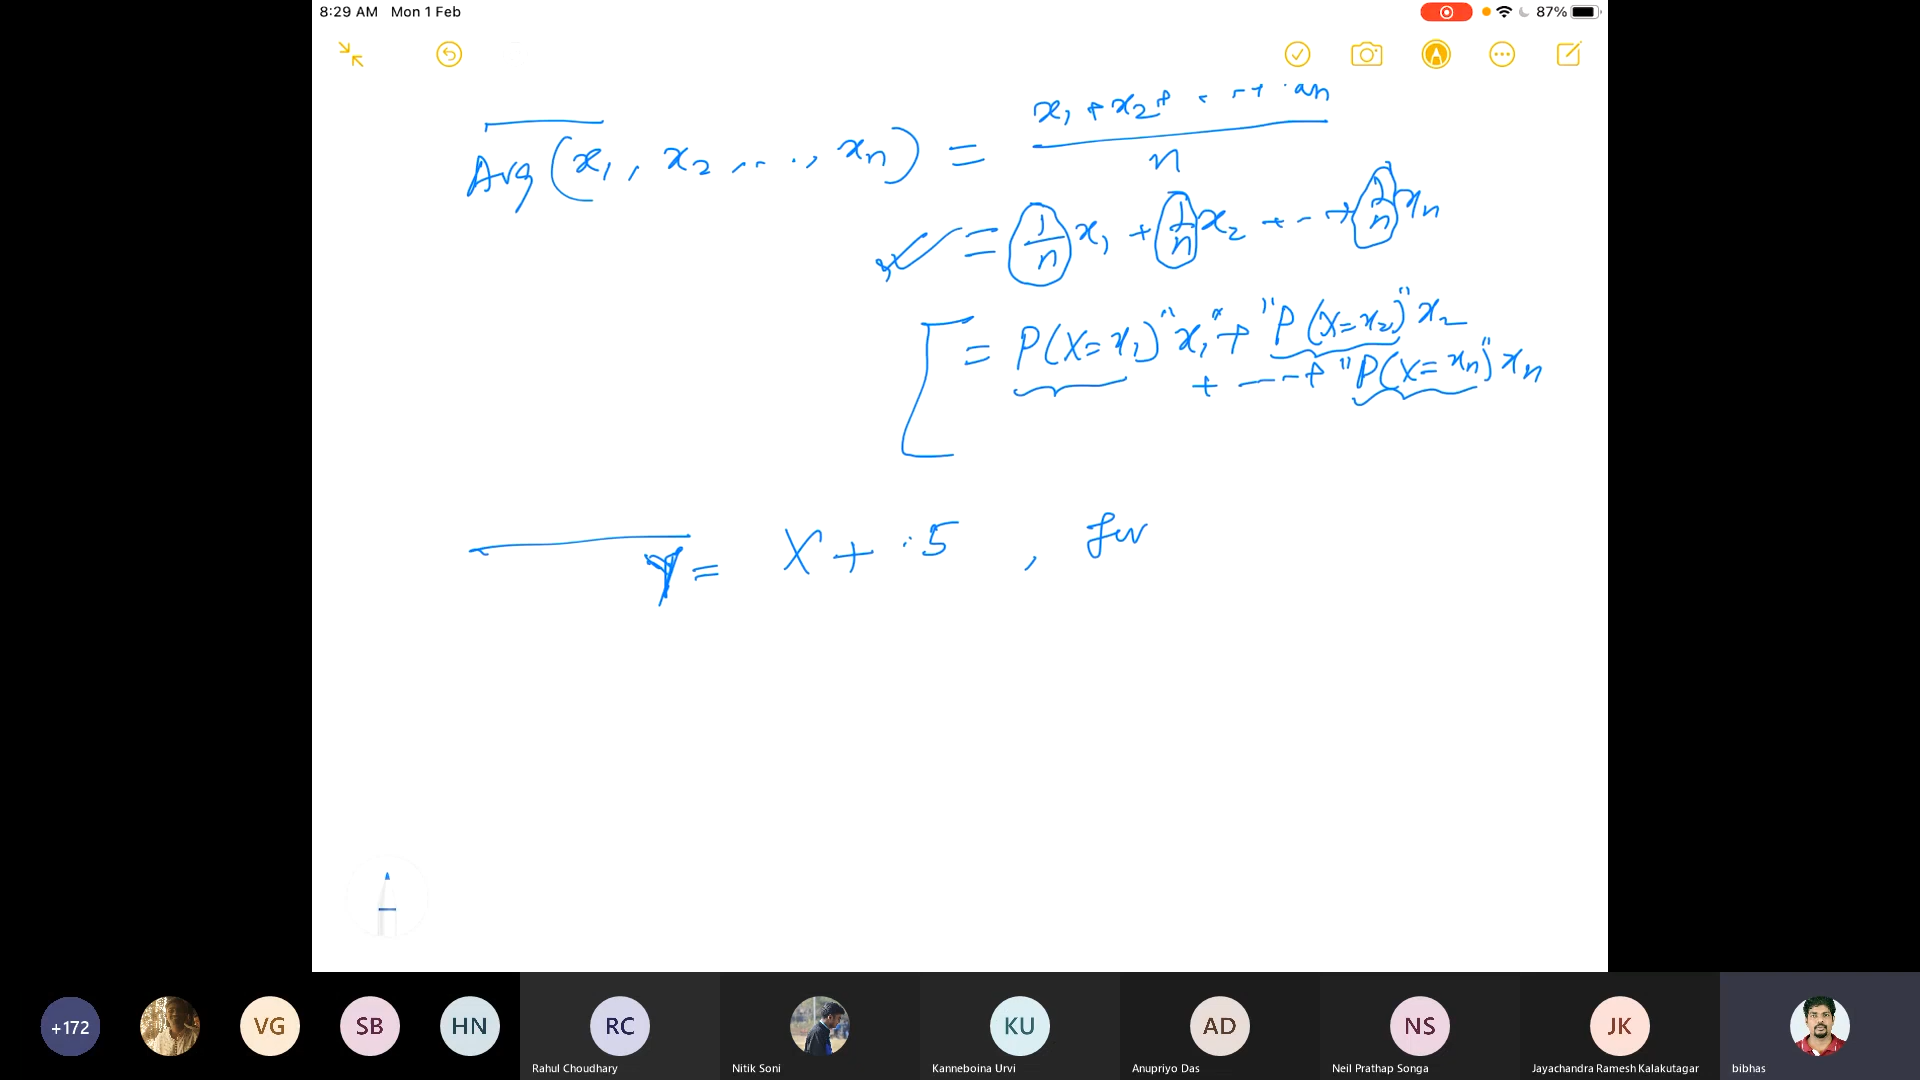 8:29 AM Mon 1 Feb 87%
x₁ + x₂ + · - + · an
Avg (x₁, x₂, ..., xₙ) = n
= 1/n x₁ + 1/n x₂ + - - + 1/n xₙ
= P(X=x₁) "x₁" + "P(X=x₂)" x₂
+ - - - + "P(X=xₙ)" xₙ
Y = X + .5 , for
+172 VG SB HN RC KU AD NS JK
Rahul Choudhary Nitik Soni Kanneboina Urvi Anupriyo Das Neil Prathap Songa Jayachandra Ramesh Kalakutagar bibhas